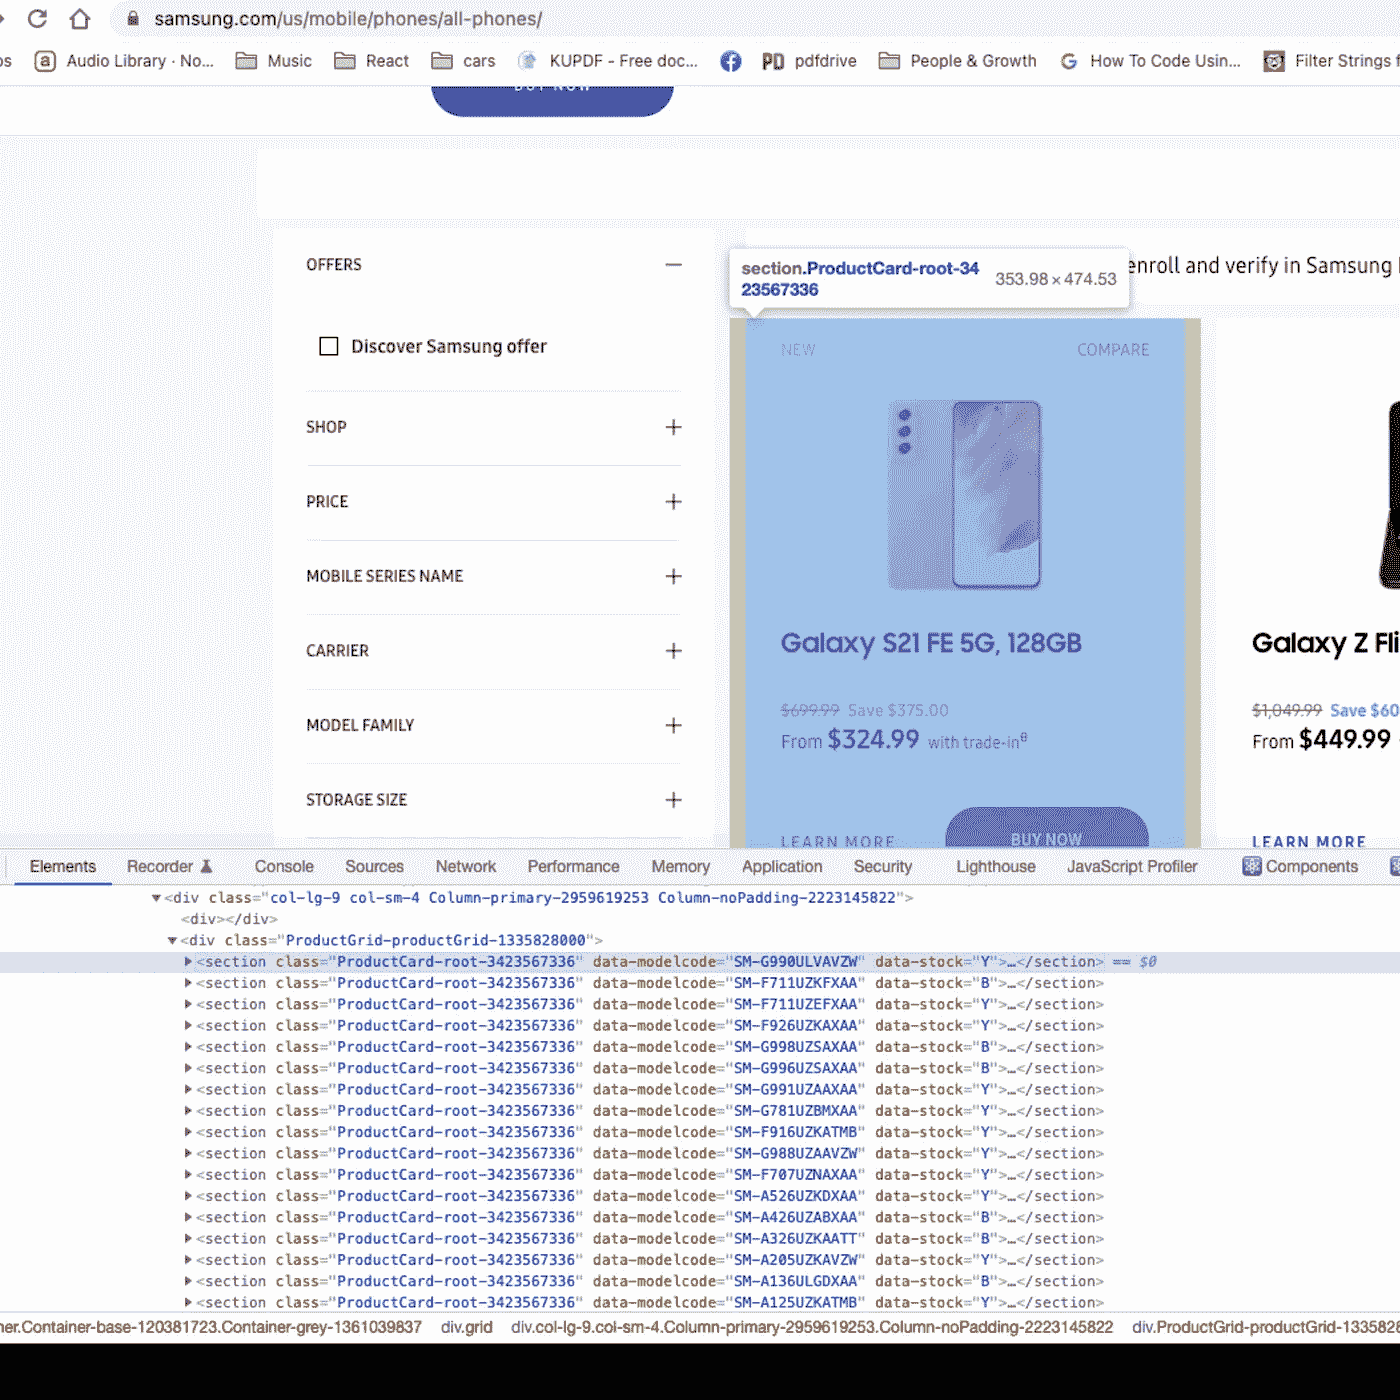 samsung.com/us/mobile/phones/all-phones/
Audio Library · No... Music React cars KUPDF - Free doc... PD pdfdrive People & Growth How To Code Usin... Filter Strings
BUY NOW
OFFERS
Discover Samsung offer
SHOP
PRICE
MOBILE SERIES NAME
CARRIER
MODEL FAMILY
STORAGE SIZE
section.ProductCard-root-34
23567336
353.98 × 474.53
enroll and verify in Samsung
NEW COMPARE
Galaxy S21 FE 5G, 128GB
$699.99 Save $375.00
From $324.99 with trade-inθ
LEARN MORE BUY NOW
Galaxy Z Fli
$1,049.99 Save $60
From $449.99
LEARN MORE
Elements Recorder Console Sources Network Performance Memory Application Security Lighthouse JavaScript Profiler Components
<div class="col-lg-9 col-sm-4 Column-primary-2959619253 Column-noPadding-2223145822">
<div></div>
<div class="ProductGrid-productGrid-1335828000">
<section class="ProductCard-root-3423567336" data-modelcode="SM-G990ULVAVZW" data-stock="Y">…</section> == $0
<section class="ProductCard-root-3423567336" data-modelcode="SM-F711UZKFXAA" data-stock="B">…</section>
<section class="ProductCard-root-3423567336" data-modelcode="SM-F711UZEFXAA" data-stock="Y">…</section>
<section class="ProductCard-root-3423567336" data-modelcode="SM-F926UZKAXAA" data-stock="Y">…</section>
<section class="ProductCard-root-3423567336" data-modelcode="SM-G998UZSAXAA" data-stock="B">…</section>
<section class="ProductCard-root-3423567336" data-modelcode="SM-G996UZSAXAA" data-stock="B">…</section>
<section class="ProductCard-root-3423567336" data-modelcode="SM-G991UZAAXAA" data-stock="Y">…</section>
<section class="ProductCard-root-3423567336" data-modelcode="SM-G781UZBMXAA" data-stock="Y">…</section>
<section class="ProductCard-root-3423567336" data-modelcode="SM-F916UZKATMB" data-stock="Y">…</section>
<section class="ProductCard-root-3423567336" data-modelcode="SM-G988UZAAVZW" data-stock="Y">…</section>
<section class="ProductCard-root-3423567336" data-modelcode="SM-F707UZNAXAA" data-stock="Y">…</section>
<section class="ProductCard-root-3423567336" data-modelcode="SM-A526UZKDXAA" data-stock="Y">…</section>
<section class="ProductCard-root-3423567336" data-modelcode="SM-A426UZABXAA" data-stock="B">…</section>
<section class="ProductCard-root-3423567336" data-modelcode="SM-A326UZKAATT" data-stock="B">…</section>
<section class="ProductCard-root-3423567336" data-modelcode="SM-A205UZKAVZW" data-stock="Y">…</section>
<section class="ProductCard-root-3423567336" data-modelcode="SM-A136ULGDXAA" data-stock="B">…</section>
<section class="ProductCard-root-3423567336" data-modelcode="SM-A125UZKATMB" data-stock="Y">…</section>
ner.Container-base-120381723.Container-grey-1361039837 div.grid div.col-lg-9.col-sm-4.Column-primary-2959619253.Column-noPadding-2223145822 div.ProductGrid-productGrid-133582